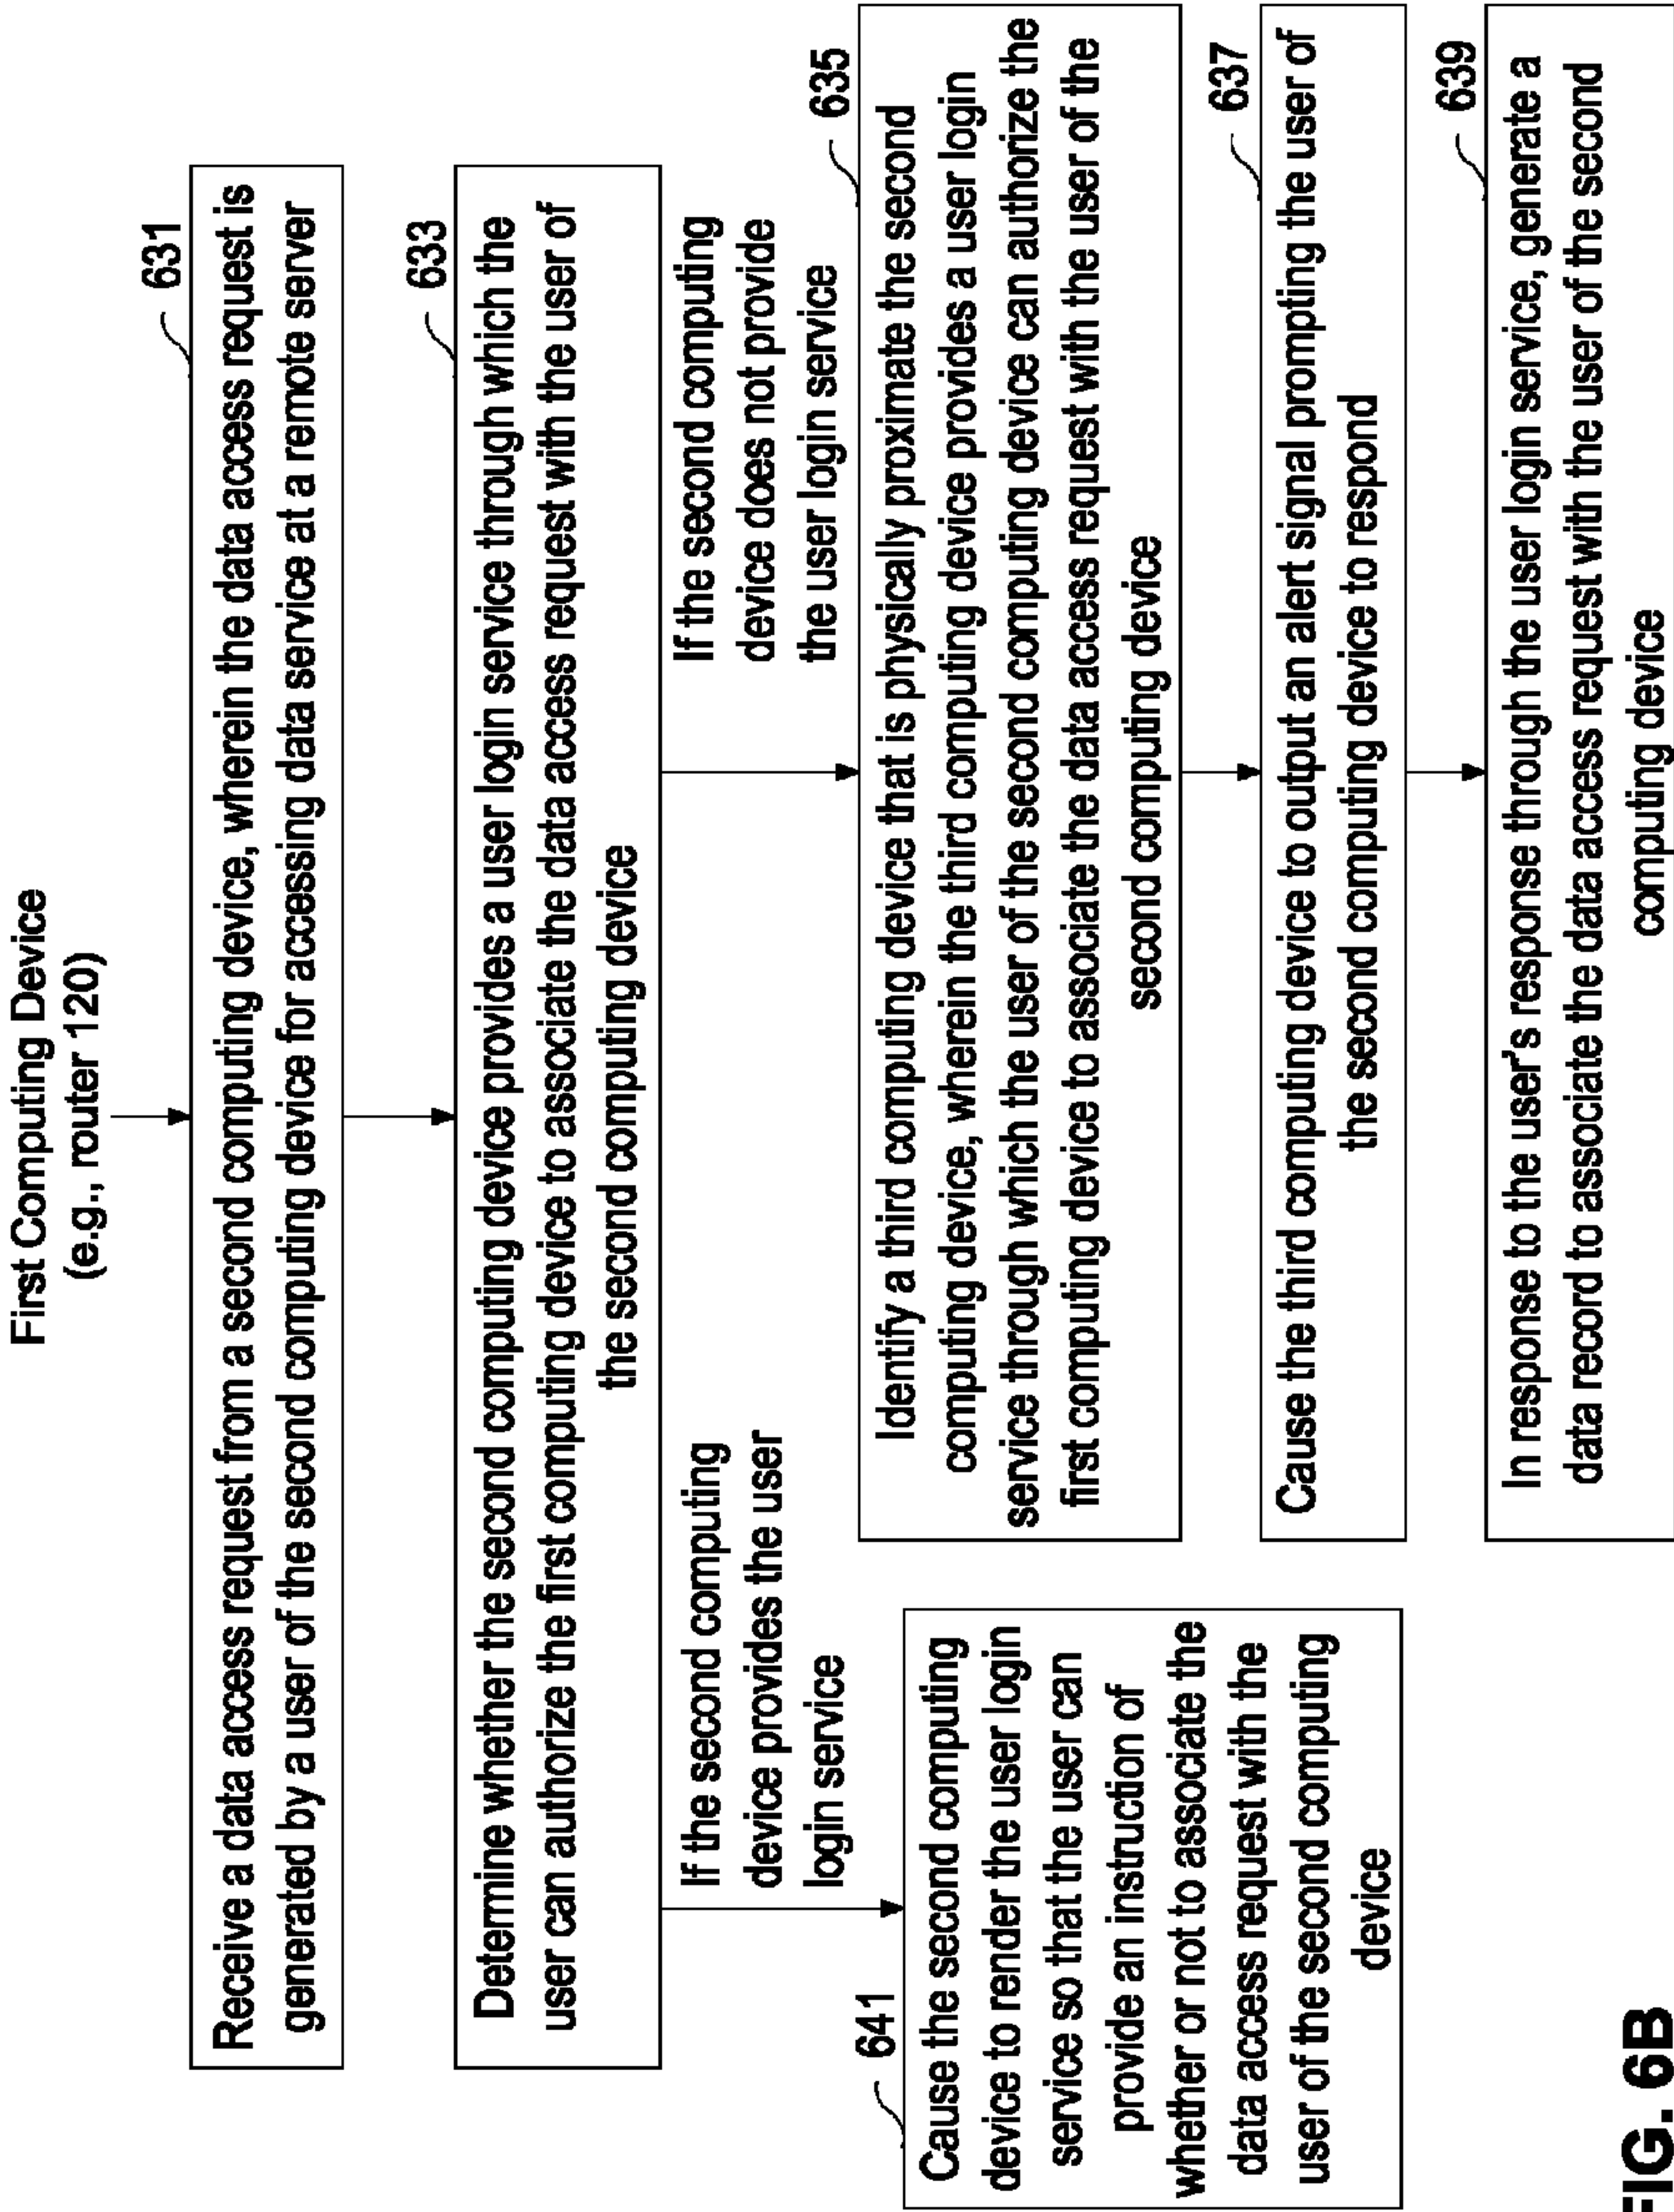 First Computing Device
(e.g., router 120)
631
Receive a data access request from a second computing device, wherein the data access request is
generated by a user of the second computing device for accessing data service at a remote server
633
Determine whether the second computing device provides a user login service through which the
user can authorize the first computing device to associate the data access request with the user of
the second computing device
If the second computing
device provides the user
login service
If the second computing
device does not provide
the user login service
641
Cause the second computing
device to render the user login
service so that the user can
provide an instruction of
whether or not to associate the
data access request with the
user of the second computing
device
635
Identify a third computing device that is physically proximate the second
computing device, wherein the third computing device provides a user login
service through which the user of the second computing device can authorize the
first computing device to associate the data access request with the user of the
second computing device
637
Cause the third computing device to output an alert signal prompting the user of
the second computing device to respond
639
In response to the user's response through the user login service, generate a
data record to associate the data access request with the user of the second
computing device
FIG. 6B